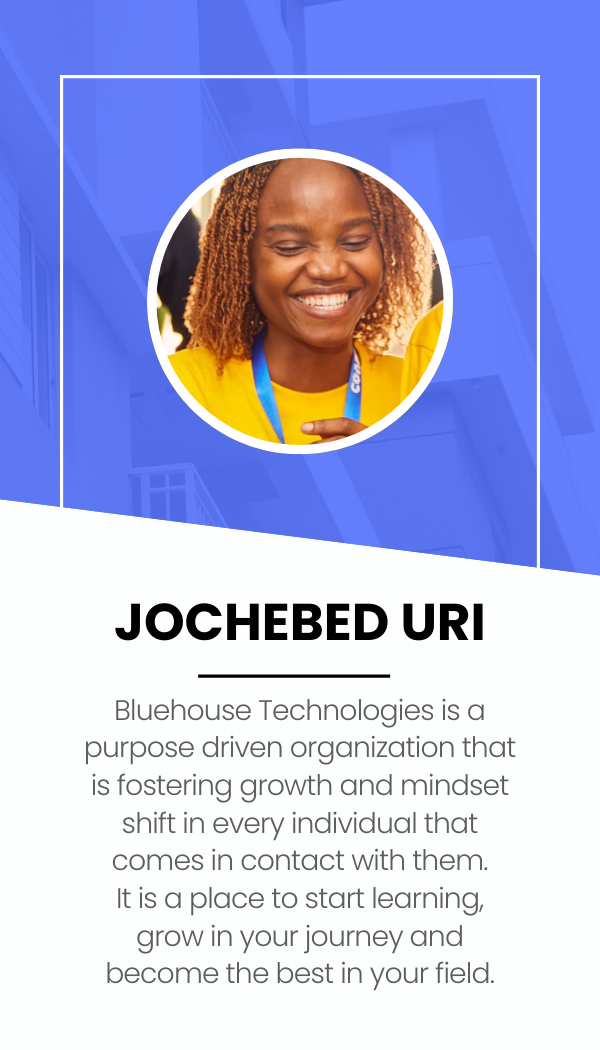 JOCHEBED URI
Bluehouse Technologies is a
purpose driven organization that
is fostering growth and mindset
shift in every individual that
comes in contact with them.
It is a place to start learning,
grow in your journey and
become the best in your field.